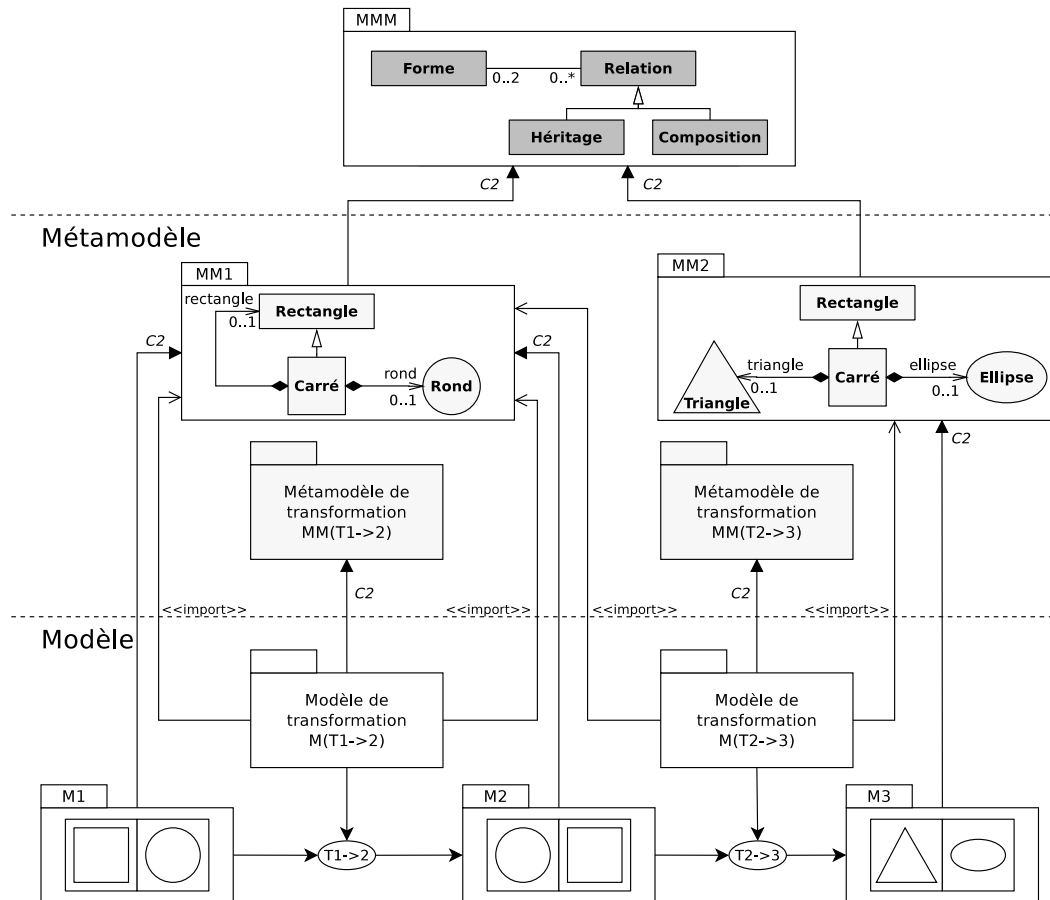 MMM
Forme
0..2
0..*
Relation
Héritage
Composition
C2
C2
Métamodèle
MM1
rectangle
0..1
Rectangle
C2
Carré
rond
0..1
Rond
C2
MM2
Rectangle
triangle
0..1
Triangle
Carré
ellipse
0..1
Ellipse
C2
Métamodèle de
transformation
MM(T1->2)
Métamodèle de
transformation
MM(T2->3)
<<import>>
C2
<<import>>
<<import>>
C2
<<import>>
Modèle
Modèle de
transformation
M(T1->2)
Modèle de
transformation
M(T2->3)
M1
T1->2
M2
T2->3
M3